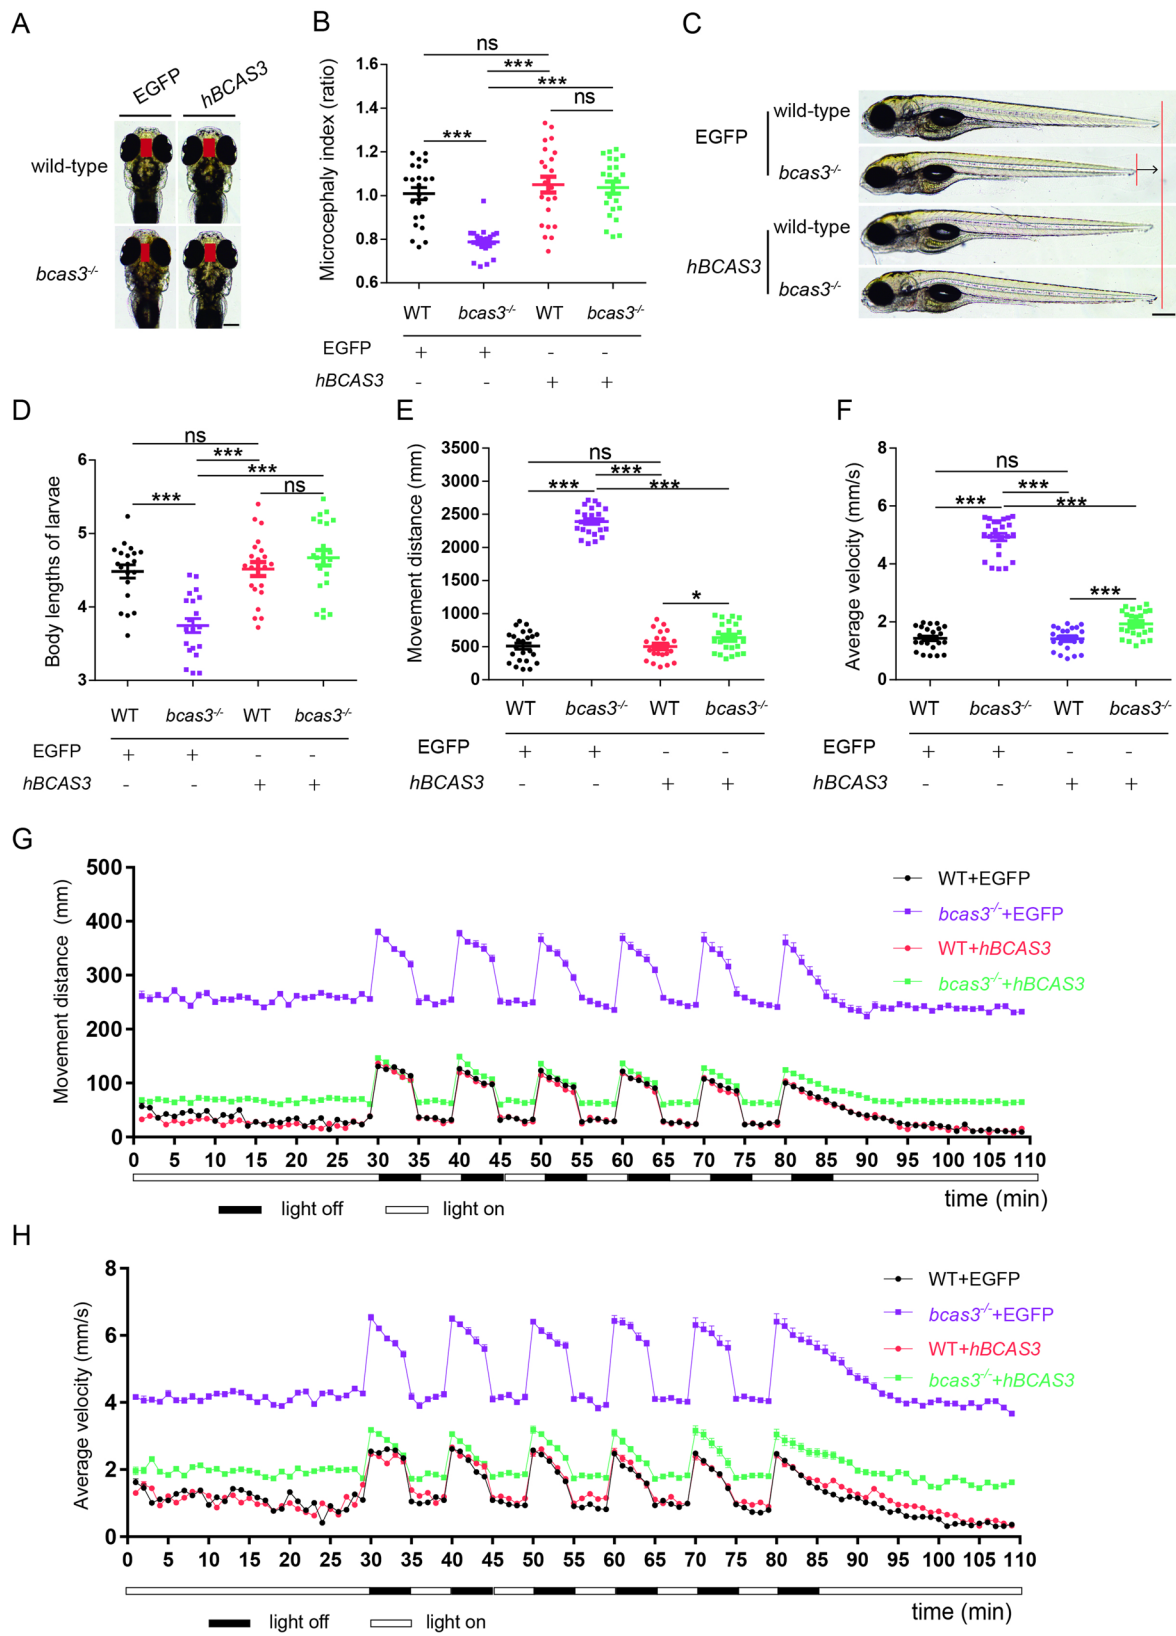 A
EGFP hBCAS3
wild-type
bcas3-/-
B
Microcephaly index (ratio)
1.6
1.4
1.2
1.0
0.8
0.6
ns
***
***
*** ns
WT bcas3-/- WT bcas3-/-
EGFP + + - -
hBCAS3 - - + +
C
EGFP
wild-type
bcas3-/-
hBCAS3
wild-type
bcas3-/-
D
Body lengths of larvae
6
5
4
3
ns
***
***
*** ns
WT bcas3-/- WT bcas3-/-
EGFP + + - -
hBCAS3 - - + +
E
Movement distance (mm)
3500
3000
2500
2000
1500
1000
500
0
ns
***
*** ***
*
WT bcas3-/- WT bcas3-/-
EGFP + + - -
hBCAS3 - - + +
F
Average velocity (mm/s)
8
6
4
2
0
ns
***
*** ***
***
WT bcas3-/- WT bcas3-/-
EGFP + + - -
hBCAS3 - - + +
G
Movement distance (mm)
500
400
300
200
100
0
WT+EGFP
bcas3-/-+EGFP
WT+hBCAS3
bcas3-/-+hBCAS3
0 5 10 15 20 25 30 35 40 45 50 55 60 65 70 75 80 85 90 95 100 105 110
time (min)
light off light on
H
Average velocity (mm/s)
8
6
4
2
0
WT+EGFP
bcas3-/-+EGFP
WT+hBCAS3
bcas3-/-+hBCAS3
0 5 10 15 20 25 30 35 40 45 50 55 60 65 70 75 80 85 90 95 100 105 110
time (min)
light off light on